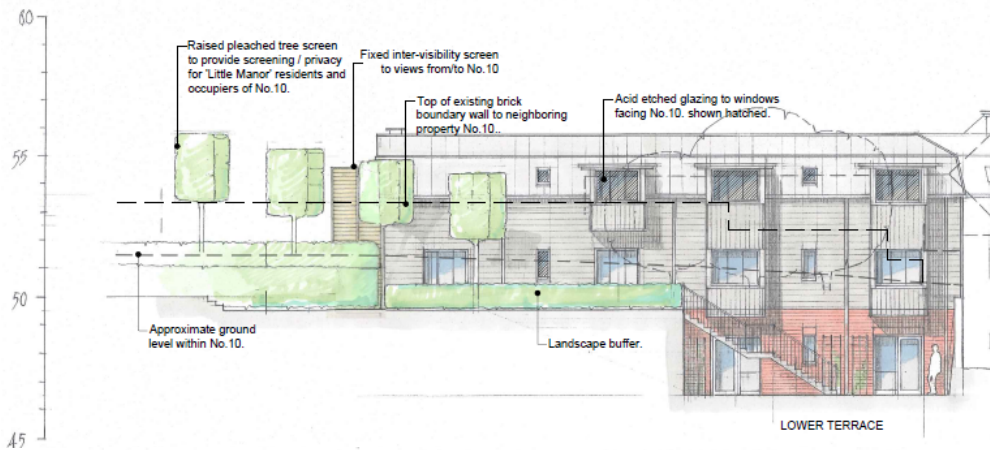 60
Raised pleached tree screen
to provide screening / privacy
for 'Little Manor' residents and
occupiers of No.10.
Fixed inter-visibility screen
to views from/to No.10
Top of existing brick
boundary wall to neighboring
property No.10..
Acid etched glazing to windows
facing No.10. shown hatched.
55
50
Approximate ground
level within No.10.
Landscape buffer.
LOWER TERRACE
45